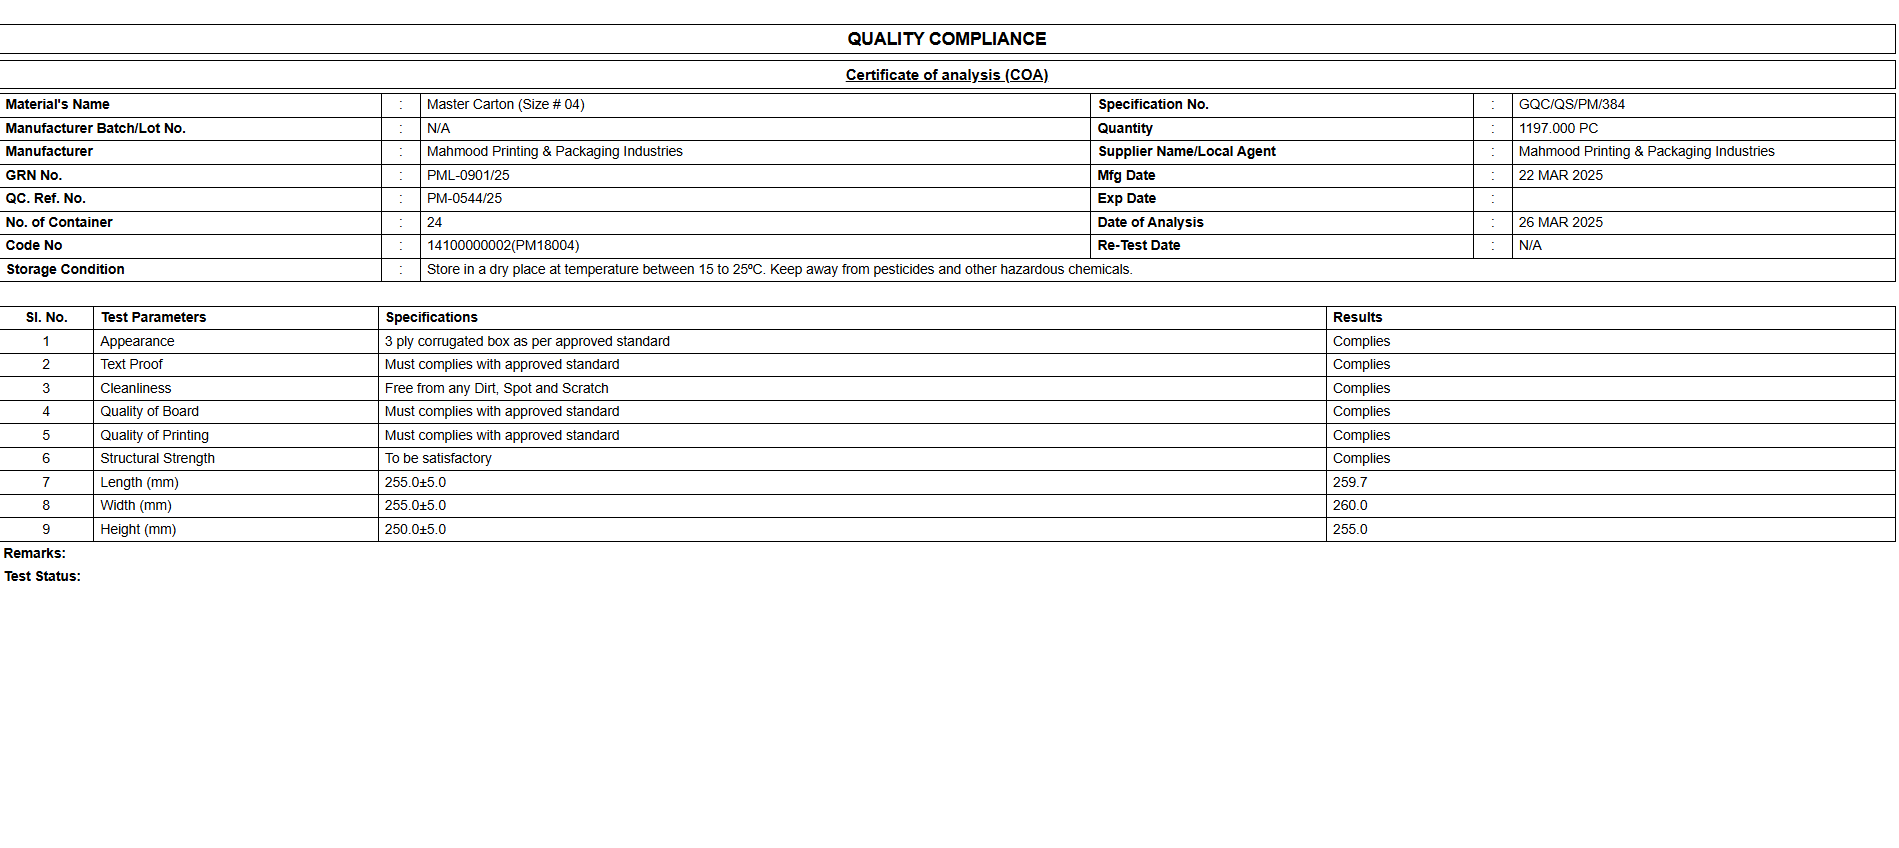 QUALITY COMPLIANCE
Certificate of analysis (COA)
Material's Name : Master Carton (Size # 04) Specification No. : GQC/QS/PM/384
Manufacturer Batch/Lot No. : N/A Quantity : 1197.000 PC
Manufacturer : Mahmood Printing & Packaging Industries Supplier Name/Local Agent : Mahmood Printing & Packaging Industries
GRN No. : PML-0901/25 Mfg Date : 22 MAR 2025
QC. Ref. No. : PM-0544/25 Exp Date :
No. of Container : 24 Date of Analysis : 26 MAR 2025
Code No : 14100000002(PM18004) Re-Test Date : N/A
Storage Condition : Store in a dry place at temperature between 15 to 25ºC. Keep away from pesticides and other hazardous chemicals.
Sl. No. Test Parameters Specifications Results
1 Appearance 3 ply corrugated box as per approved standard Complies
2 Text Proof Must complies with approved standard Complies
3 Cleanliness Free from any Dirt, Spot and Scratch Complies
4 Quality of Board Must complies with approved standard Complies
5 Quality of Printing Must complies with approved standard Complies
6 Structural Strength To be satisfactory Complies
7 Length (mm) 255.0±5.0 259.7
8 Width (mm) 255.0±5.0 260.0
9 Height (mm) 250.0±5.0 255.0
Remarks:
Test Status: